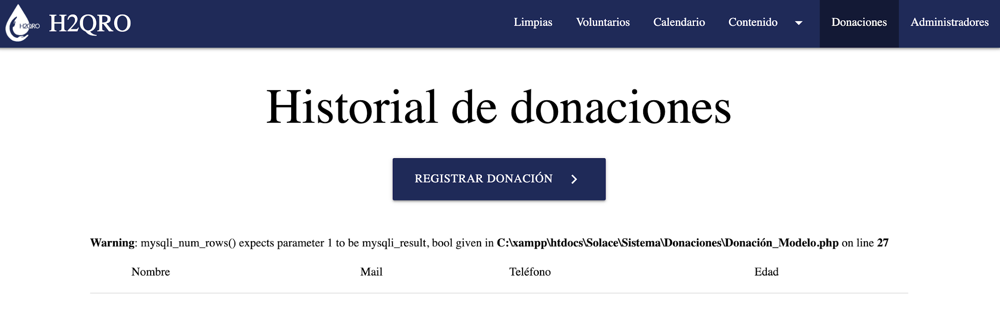 H2QRO H2QRO Limpias Voluntarios Calendario Contenido Donaciones Administradores
Historial de donaciones
REGISTRAR DONACIÓN
Warning: mysqli_num_rows() expects parameter 1 to be mysqli_result, bool given in C:\xampp\htdocs\Solace\Sistema\Donaciones\Donación_Modelo.php on line 27
Nombre Mail Teléfono Edad